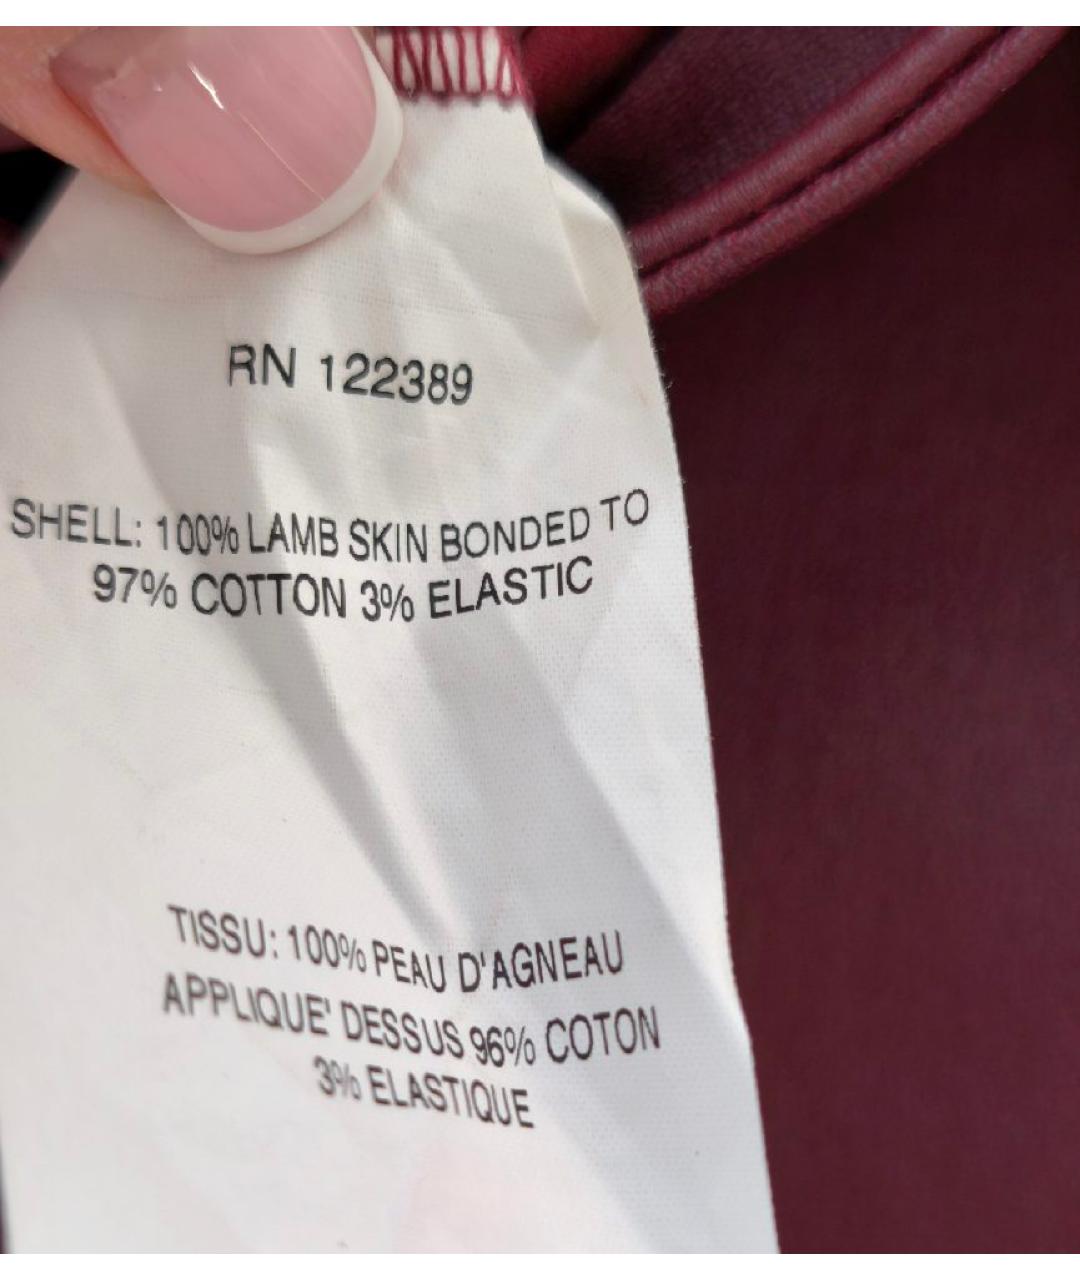 RN 122389
SHELL: 100% LAMB SKIN BONDED TO
97% COTTON 3% ELASTIC
TISSU: 100% PEAU D'AGNEAU
APPLIQUE' DESSUS 96% COTON
3% ELASTIQUE